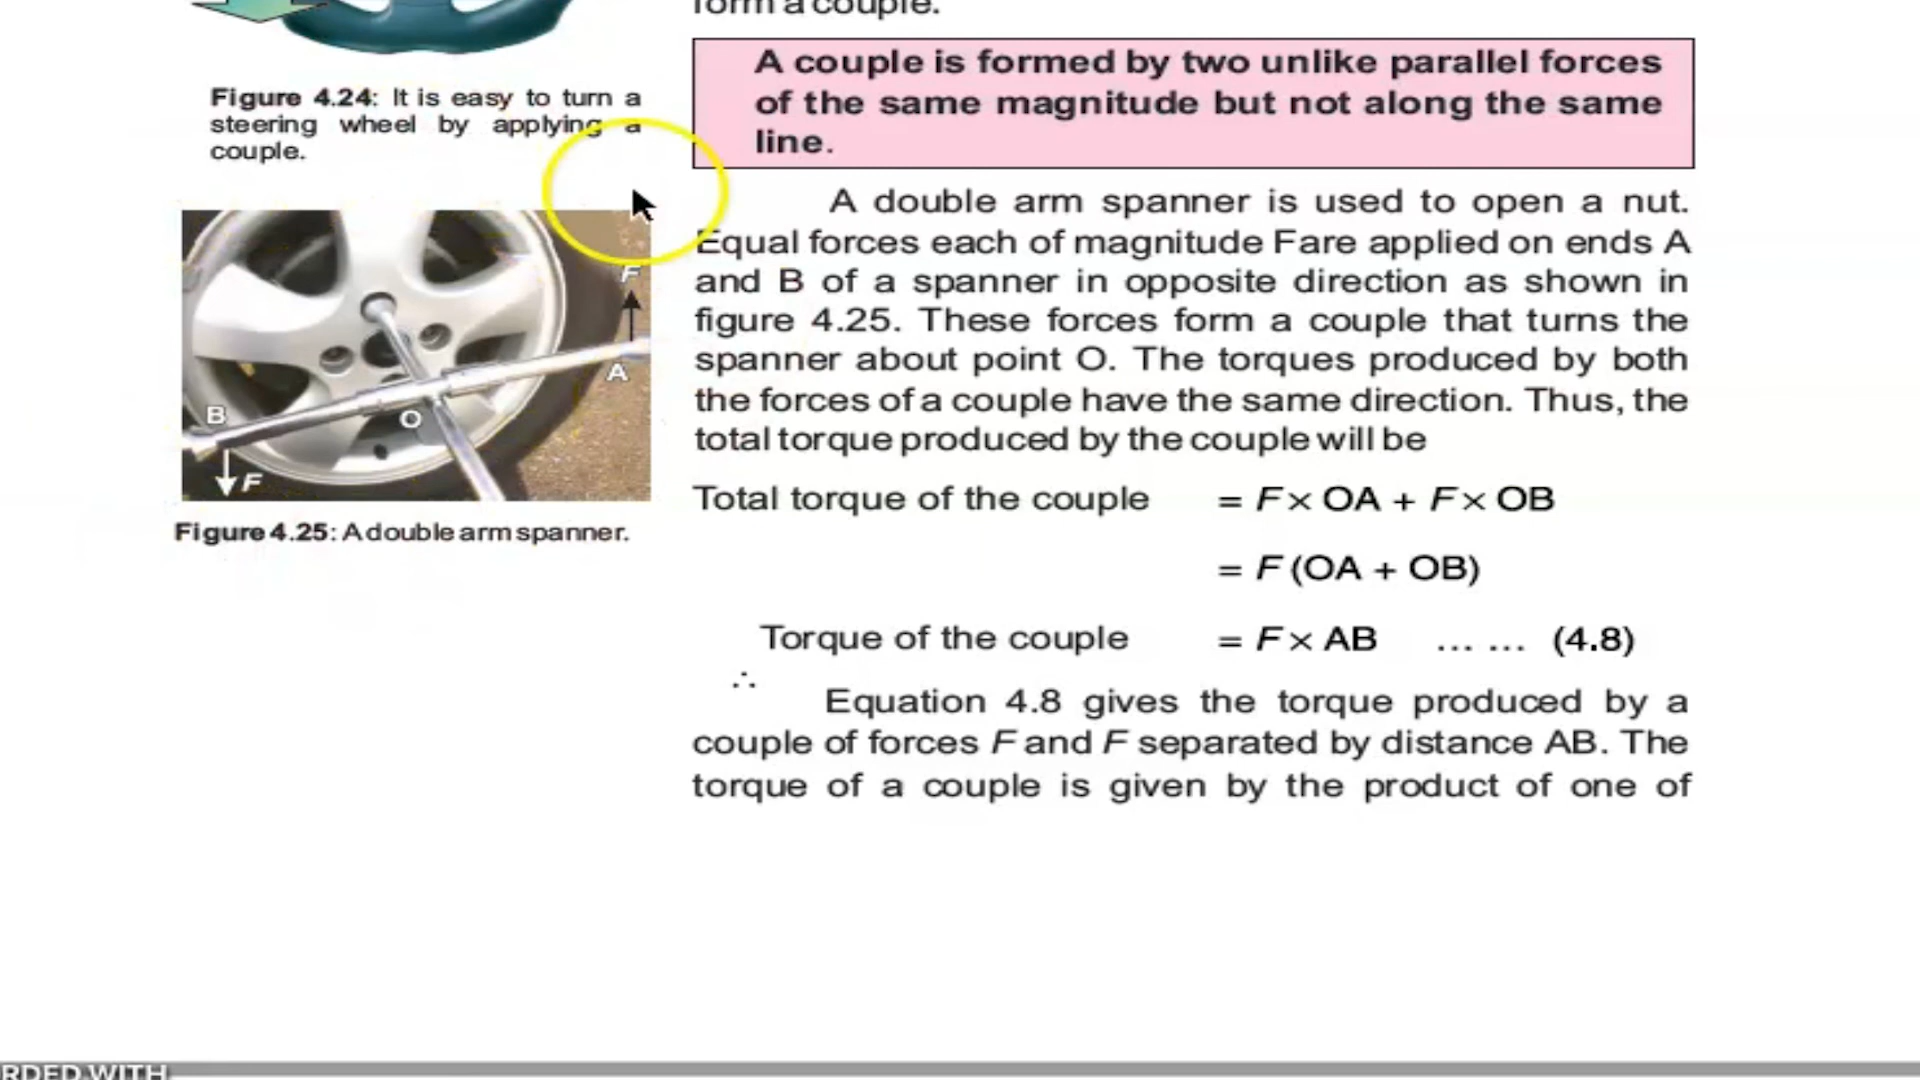 form a couple.
A couple is formed by two unlike parallel forces
of the same magnitude but not along the same
line.
Figure 4.24: It is easy to turn a
steering wheel by applying a
couple.
A double arm spanner is used to open a nut.
Equal forces each of magnitude Fare applied on ends A
and B of a spanner in opposite direction as shown in
figure 4.25. These forces form a couple that turns the
spanner about point O. The torques produced by both
the forces of a couple have the same direction. Thus, the
total torque produced by the couple will be
F
A
B
O
F
Figure 4.25: A double arm spanner.
Total torque of the couple = F× OA + F× OB
= F (OA + OB)
Torque of the couple = F× AB ... ... (4.8)
∴
Equation 4.8 gives the torque produced by a
couple of forces F and F separated by distance AB. The
torque of a couple is given by the product of one of
RDED WITH